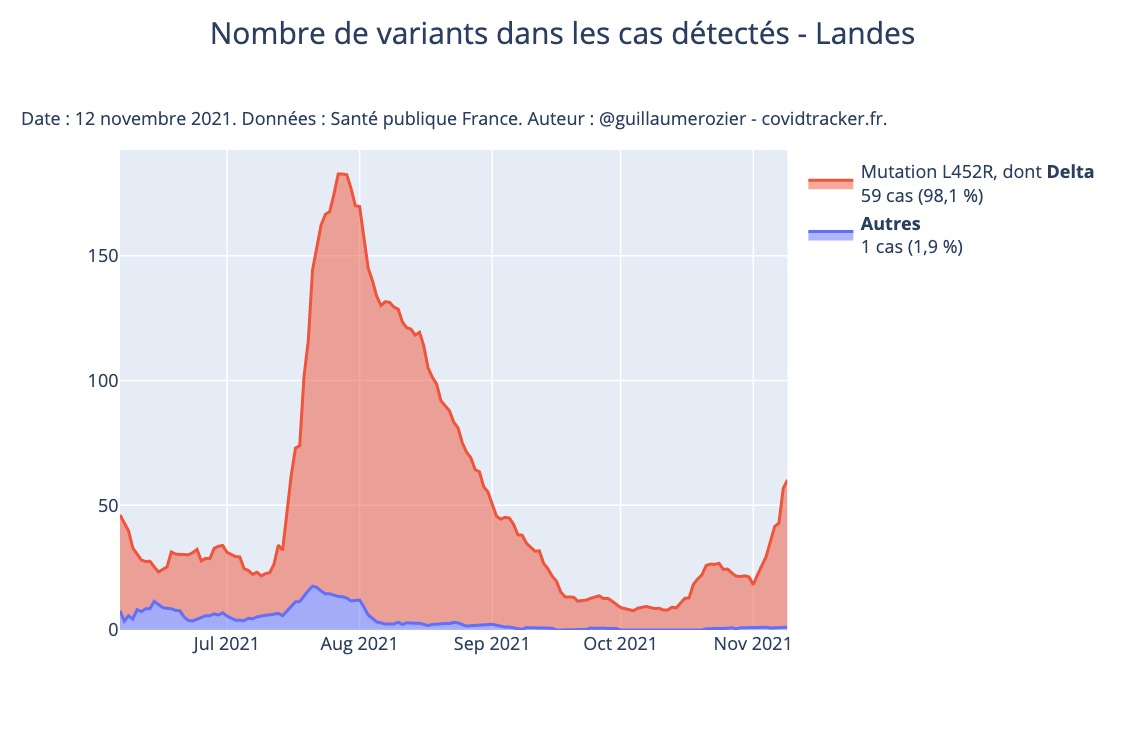 Nombre de variants dans les cas détectés - Landes
Date : 12 novembre 2021. Données : Santé publique France. Auteur : @guillaumerozier - covidtracker.fr.
Mutation L452R, dont Delta
59 cas (98,1 %)
Autres
1 cas (1,9 %)
150
100
50
0
Jul 2021
Aug 2021
Sep 2021
Oct 2021
Nov 2021